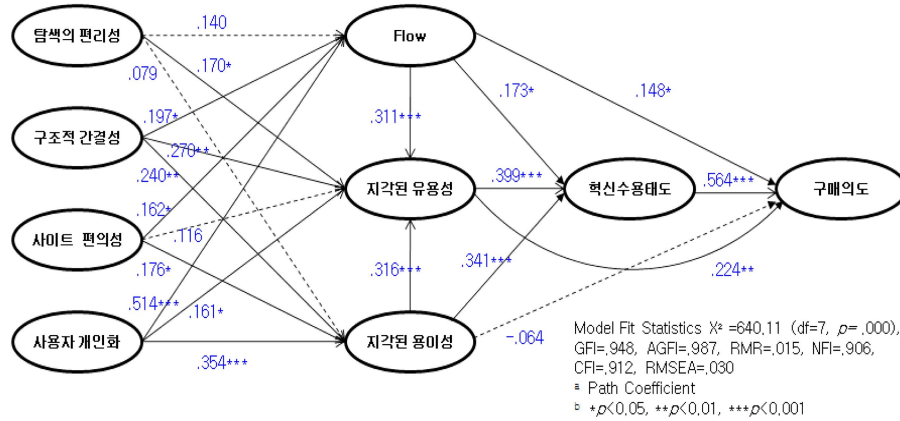 .140
탐색의 편리성
Flow
.079
.170*
.173*
.148*
.197*
.311***
구조적 간결성
.270**
.240**
.399***
.564***
지각된 유용성
혁신수용태도
구매의도
.162*
사이트 편의성
.116
.176*
.316***
.341***
.224**
.514***
.161*
사용자 개인화
지각된 용이성
-.064
.354***
Model Fit Statistics X² =640.11 (df=7, p= .000),
GFI=.948, AGFI=.987, RMR=.015, NFI=.906,
CFI=.912, RMSEA=.030
ª Path Coefficient
ᵇ *p<0.05, **p<0.01, ***p<0.001